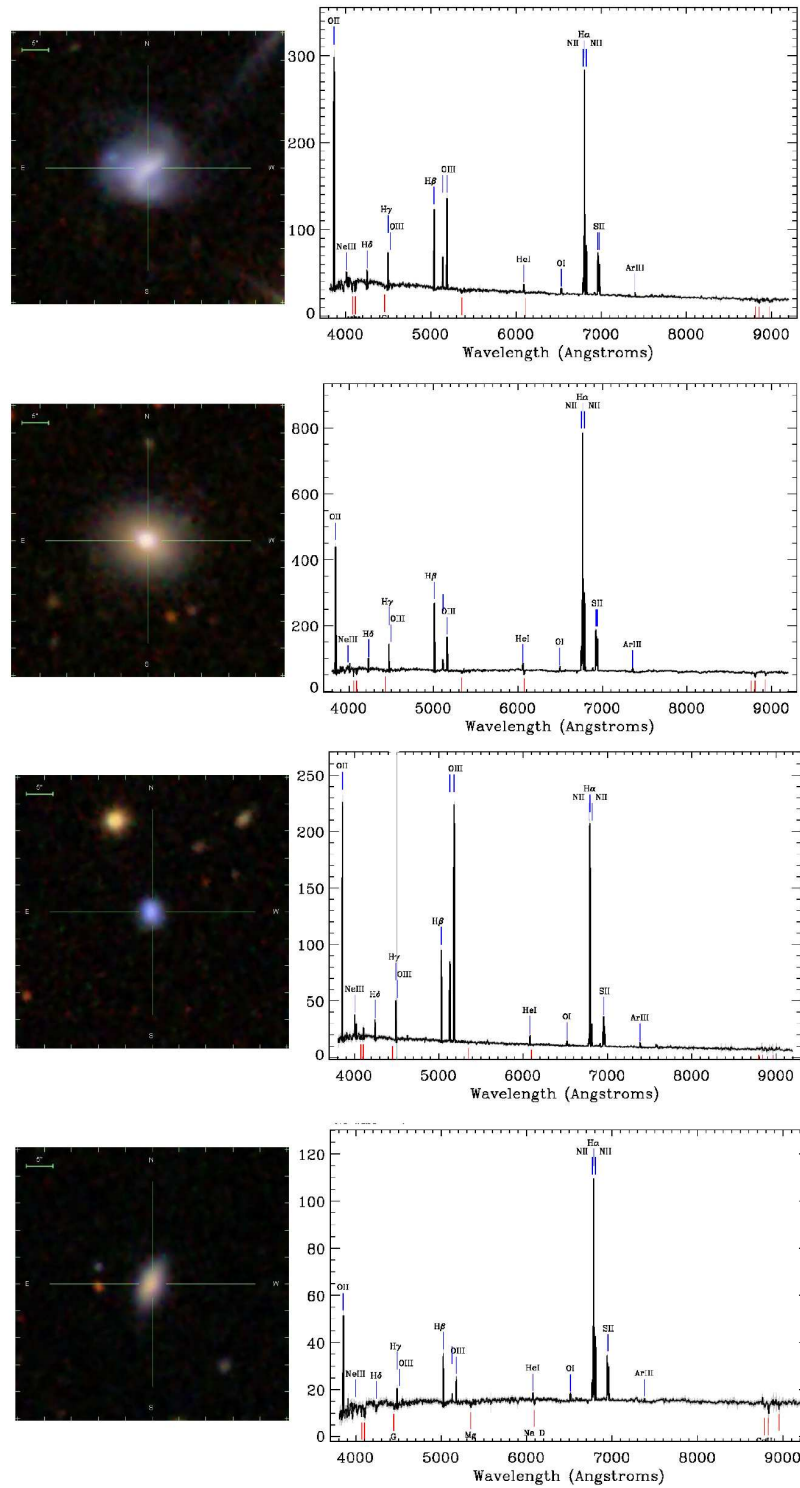 5"
N
E
W
S
OII
Hα
NII NII
OIII
Hβ
Hγ
OIII
NeIII Hδ
SII
HeI
OI
ArIII
300
200
100
0
4000 5000 6000 7000 8000 9000
Wavelength (Angstroms)
5"
N
E
W
S
Hα
NII NII
OII
Hβ
Hγ
OIII
OIII
NeIII
Hδ
SII
HeI
OI
ArIII
800
600
400
200
0
4000 5000 6000 7000 8000 9000
Wavelength (Angstroms)
5"
N
E
W
S
OII
OIII
Hα
NII NII
Hβ
Hγ
OIII
NeIII
Hδ
SII
HeI
OI
ArIII
250
200
150
100
50
0
4000 5000 6000 7000 8000 9000
Wavelength (Angstroms)
5"
N
E
W
S
Hα
NII NII
OII
Hβ
Hγ
OIII
OIII
NeIII
Hδ
SII
HeI
OI
ArIII
G
Mg
Na D
120
100
80
60
40
20
0
4000 5000 6000 7000 8000 9000
Wavelength (Angstroms)